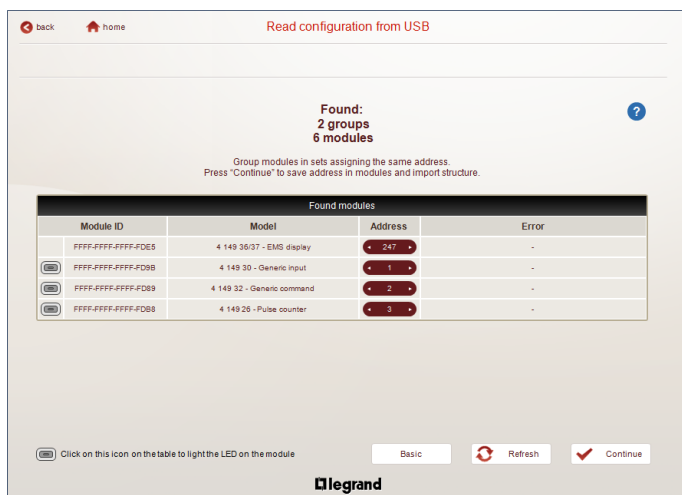 back
home
Read configuration from USB
Found:
2 groups
6 modules
?
Group modules in sets assigning the same address.
Press "Continue" to save address in modules and import structure.
Found modules
Module ID Model Address Error
FFFF-FFFF-FFFF-FDE5 4 149 36/37 - EMS display 247 -
FFFF-FFFF-FFFF-FD9B 4 149 30 - Generic input 1 -
FFFF-FFFF-FFFF-FD89 4 149 32 - Generic command 2 -
FFFF-FFFF-FFFF-FDB8 4 149 26 - Pulse counter 3 -
Click on this icon on the table to light the LED on the module
Basic
Refresh
Continue
legrand